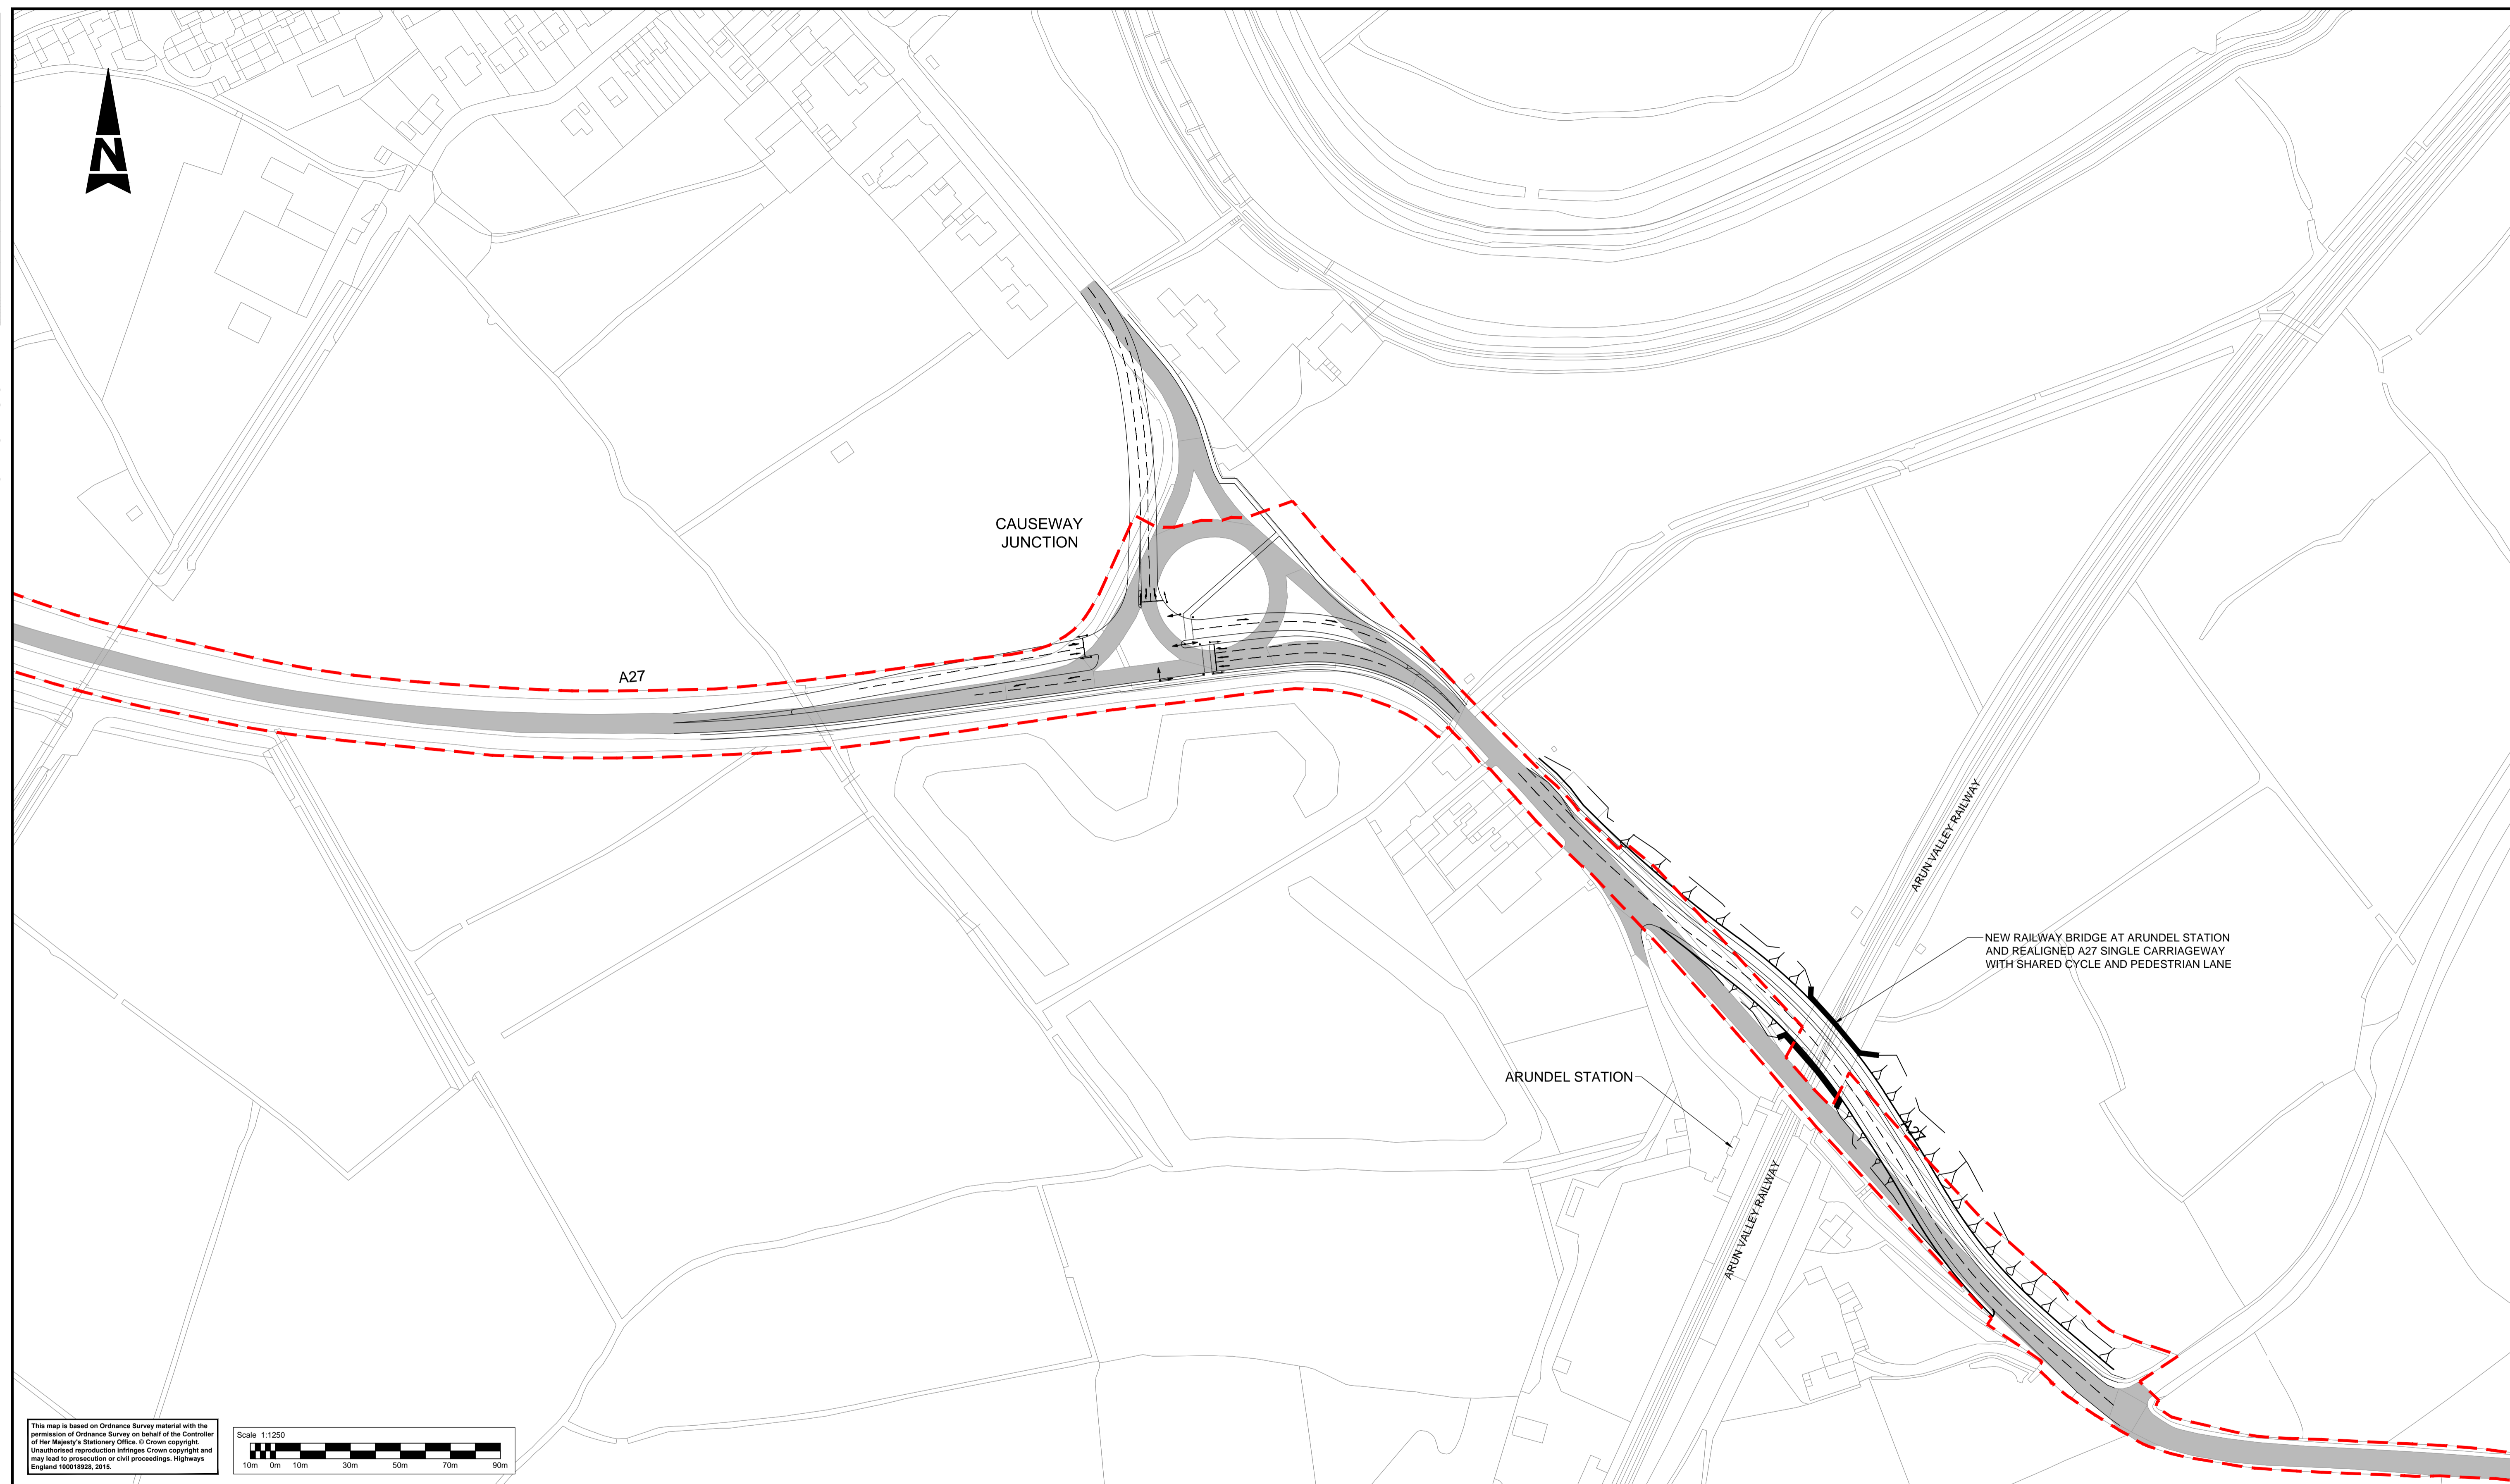 N
CAUSEWAY
JUNCTION
A27
ARUN VALLEY RAILWAY
NEW RAILWAY BRIDGE AT ARUNDEL STATION
AND REALIGNED A27 SINGLE CARRIAGEWAY
WITH SHARED CYCLE AND PEDESTRIAN LANE
ARUNDEL STATION
A27
ARUN VALLEY RAILWAY
This map is based on Ordnance Survey material with the
permission of Ordnance Survey on behalf of the Controller
of Her Majesty's Stationery Office. © Crown copyright.
Unauthorised reproduction infringes Crown copyright and
may lead to prosecution or civil proceedings. Highways
England 100018928, 2015.
Scale 1:1250
10m 0m 10m 30m 50m 70m 90m